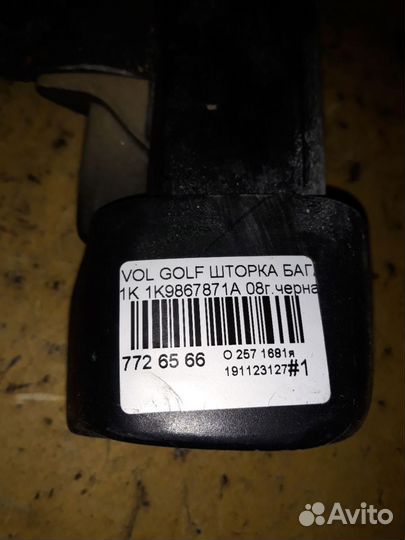 VOL GOLF ШТОРКА БАГ
1K 1K9867871A 08г.черна
772 65 66
О 257 1681я
191123127#1
Avito